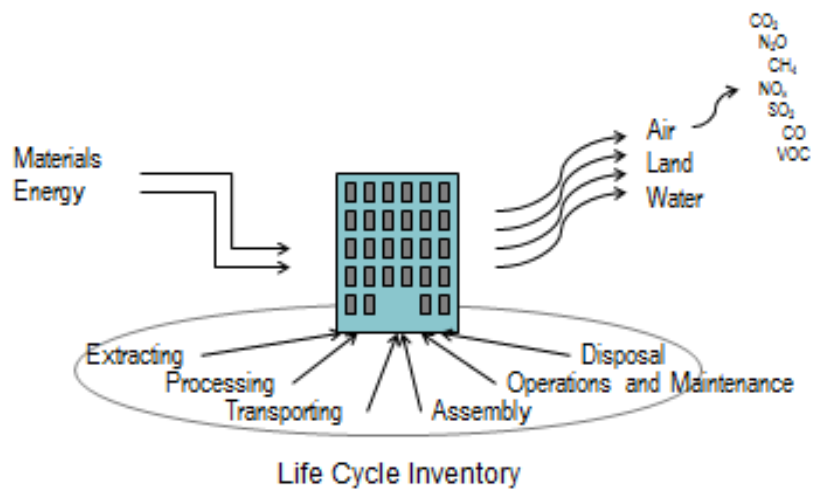 CO₂
N₂O
CH₄
NOₓ
SO₂
CO
VOC
Air
Land
Water
Materials
Energy
Extracting
Disposal
Processing
Operations and Maintenance
Transporting
Assembly
Life Cycle Inventory